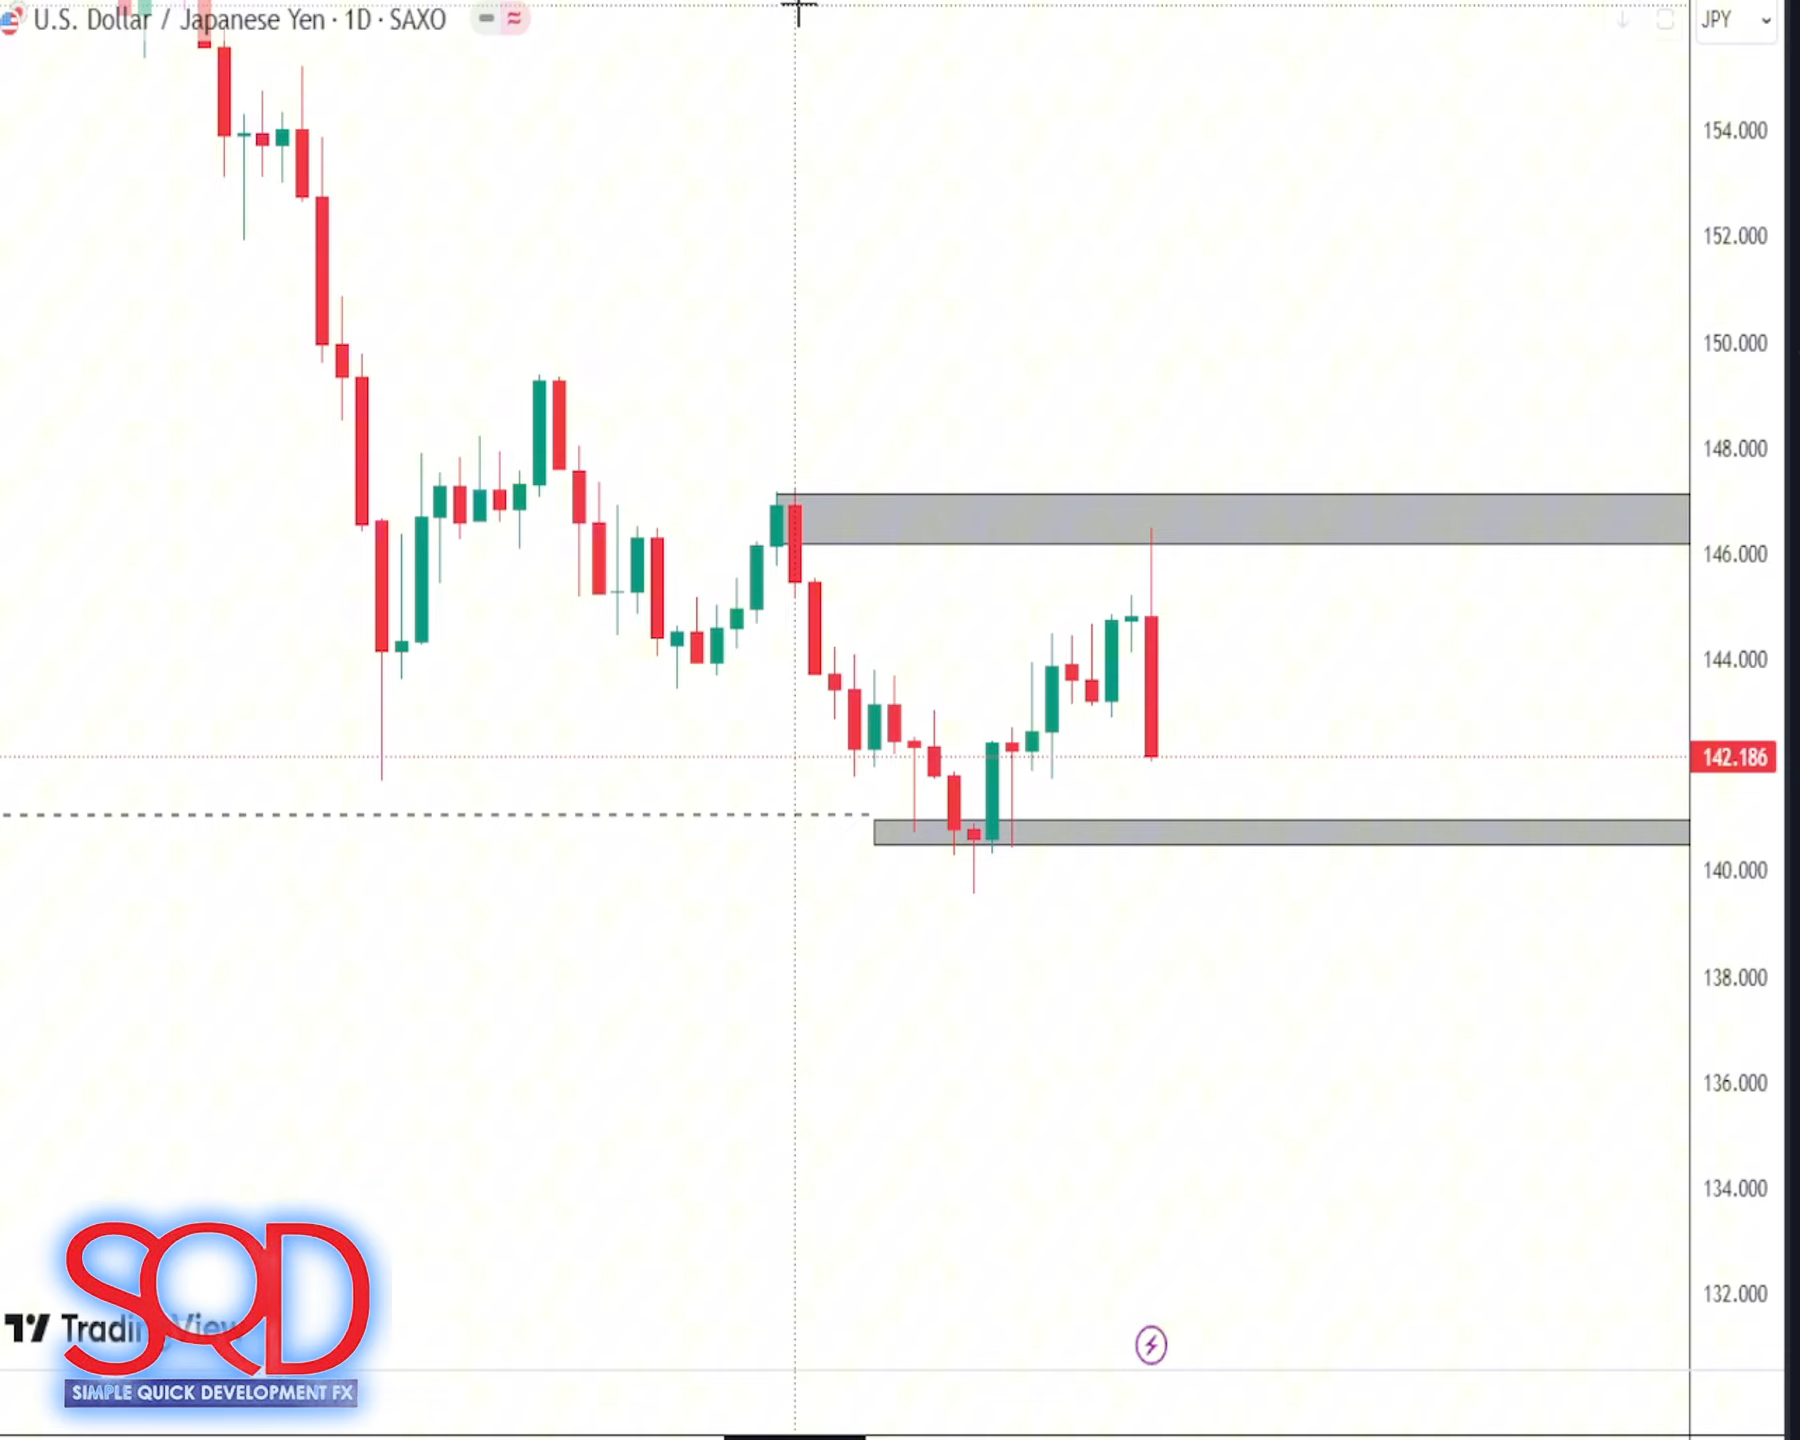 U.S. Dollar / Japanese Yen · 1D · SAXO
JPY
154.000
152.000
150.000
148.000
146.000
144.000
142.186
140.000
138.000
136.000
134.000
132.000
SQD
TradingView
SIMPLE QUICK DEVELOPMENT FX